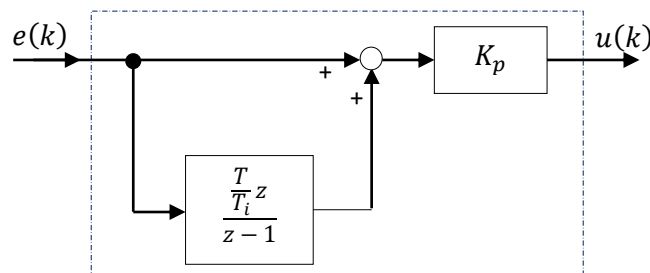 e(k)
u(k)
K_p
+
+
T
T_i z
z − 1